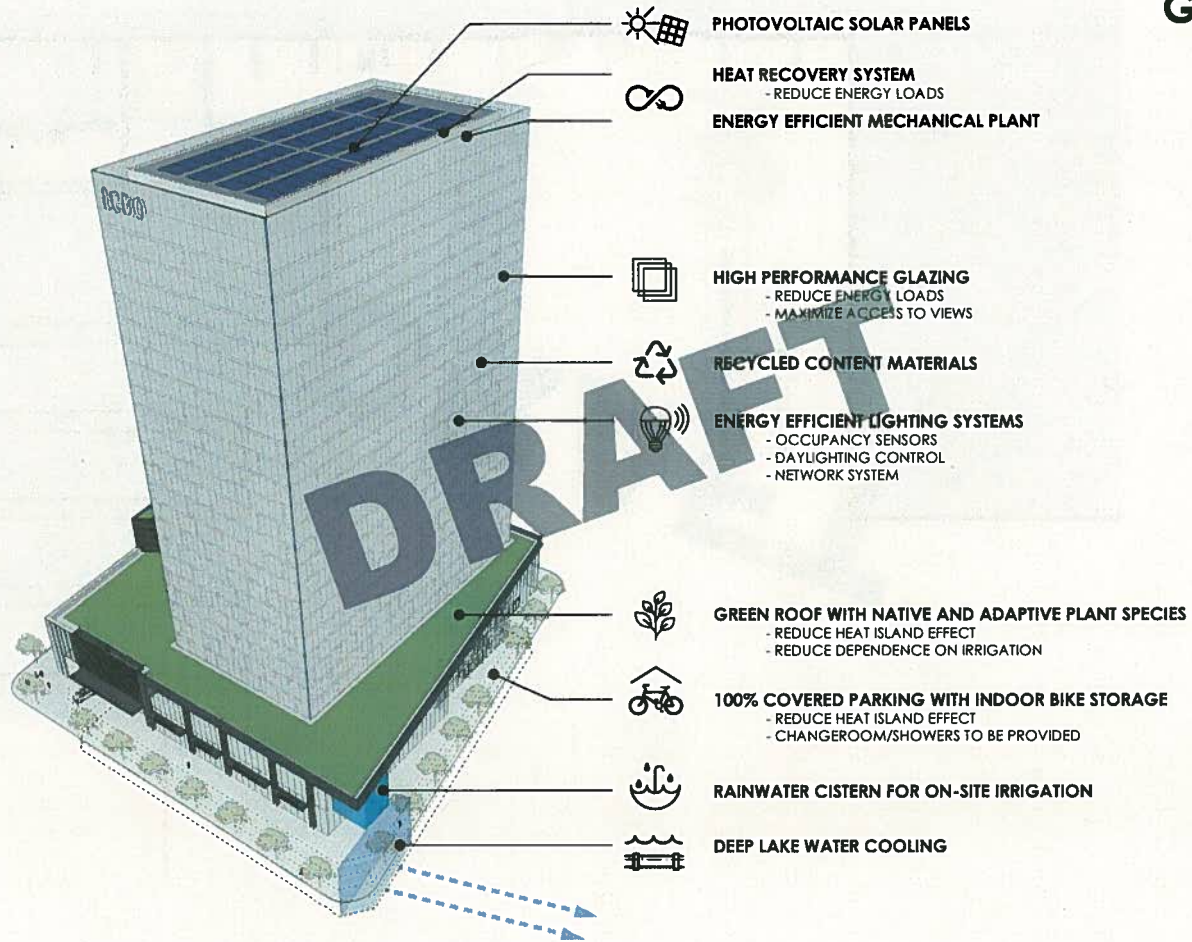 G
PHOTOVOLTAIC SOLAR PANELS
HEAT RECOVERY SYSTEM
- REDUCE ENERGY LOADS
ENERGY EFFICIENT MECHANICAL PLANT
HIGH PERFORMANCE GLAZING
- REDUCE ENERGY LOADS
- MAXIMIZE ACCESS TO VIEWS
RECYCLED CONTENT MATERIALS
ENERGY EFFICIENT LIGHTING SYSTEMS
- OCCUPANCY SENSORS
- DAYLIGHTING CONTROL
- NETWORK SYSTEM
DRAFT
GREEN ROOF WITH NATIVE AND ADAPTIVE PLANT SPECIES
- REDUCE HEAT ISLAND EFFECT
- REDUCE DEPENDENCE ON IRRIGATION
100% COVERED PARKING WITH INDOOR BIKE STORAGE
- REDUCE HEAT ISLAND EFFECT
- CHANGEROOM/SHOWERS TO BE PROVIDED
RAINWATER CISTERN FOR ON-SITE IRRIGATION
DEEP LAKE WATER COOLING